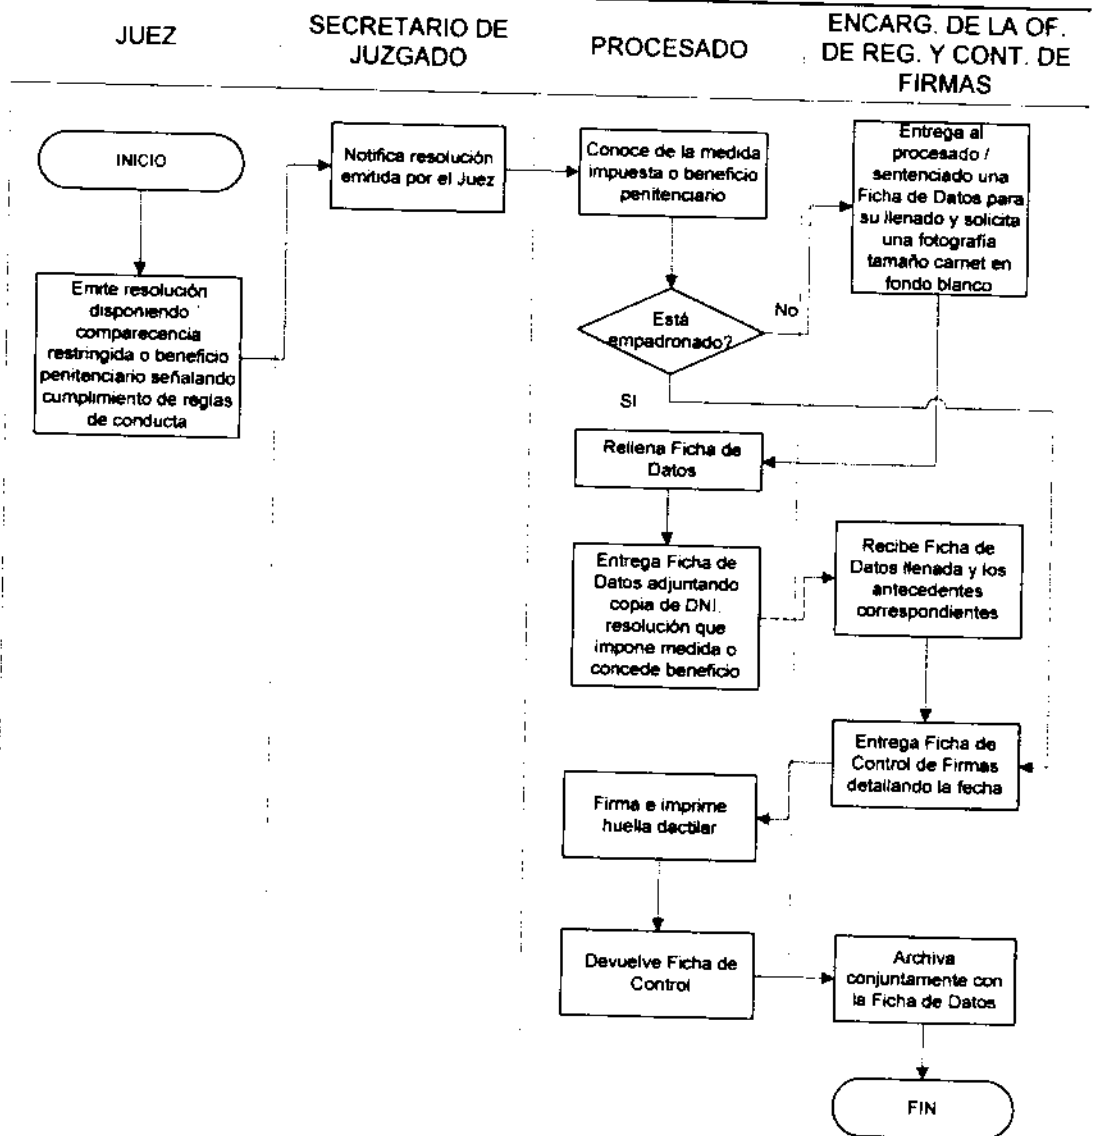 JUEZ
SECRETARIO DE
JUZGADO
PROCESADO
ENCARG. DE LA OF.
DE REG. Y CONT. DE
FIRMAS
INICIO
Emite resolución
disponiendo
comparecencia
restringida o beneficio
penitenciario señalando
cumplimiento de reglas
de conducta
Notifica resolución
emitida por el Juez
Conoce de la medida
impuesta o beneficio
penitenciario
Entrega al
procesado /
sentenciado una
Ficha de Datos para
su llenado y solicita
una fotografía
tamaño carnet en
fondo blanco
Está
empadronado?
No
SI
Rellena Ficha de
Datos
Entrega Ficha de
Datos adjuntando
copia de DNI,
resolución que
impone medida o
concede beneficio
Recibe Ficha de
Datos llenada y los
antecedentes
correspondientes
Entrega Ficha de
Control de Firmas
detallando la fecha
Firma e imprime
huella dactilar
Devuelve Ficha de
Control
Archiva
conjuntamente con
la Ficha de Datos
FIN